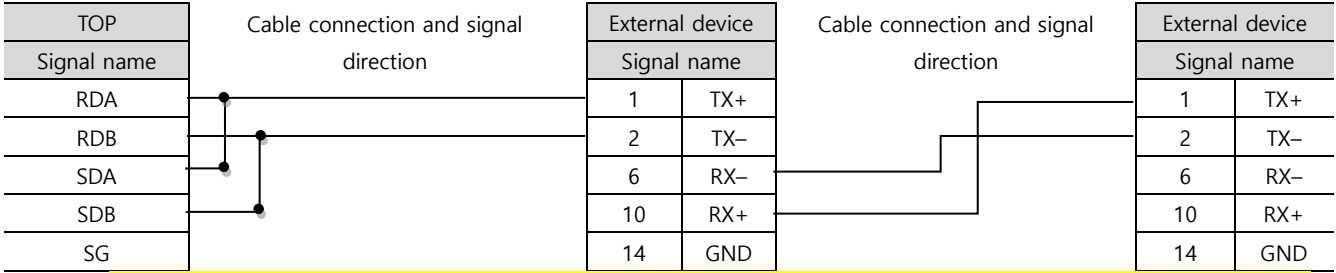 TOP Cable connection and signal External device Cable connection and signal External device
Signal name direction Signal name direction Signal name
RDA 1 TX+ 1 TX+
RDB 2 TX– 2 TX–
SDA 6 RX– 6 RX–
SDB 10 RX+ 10 RX+
SG 14 GND 14 GND